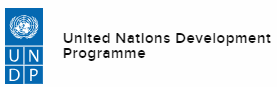 U N
D P
United Nations Development
Programme